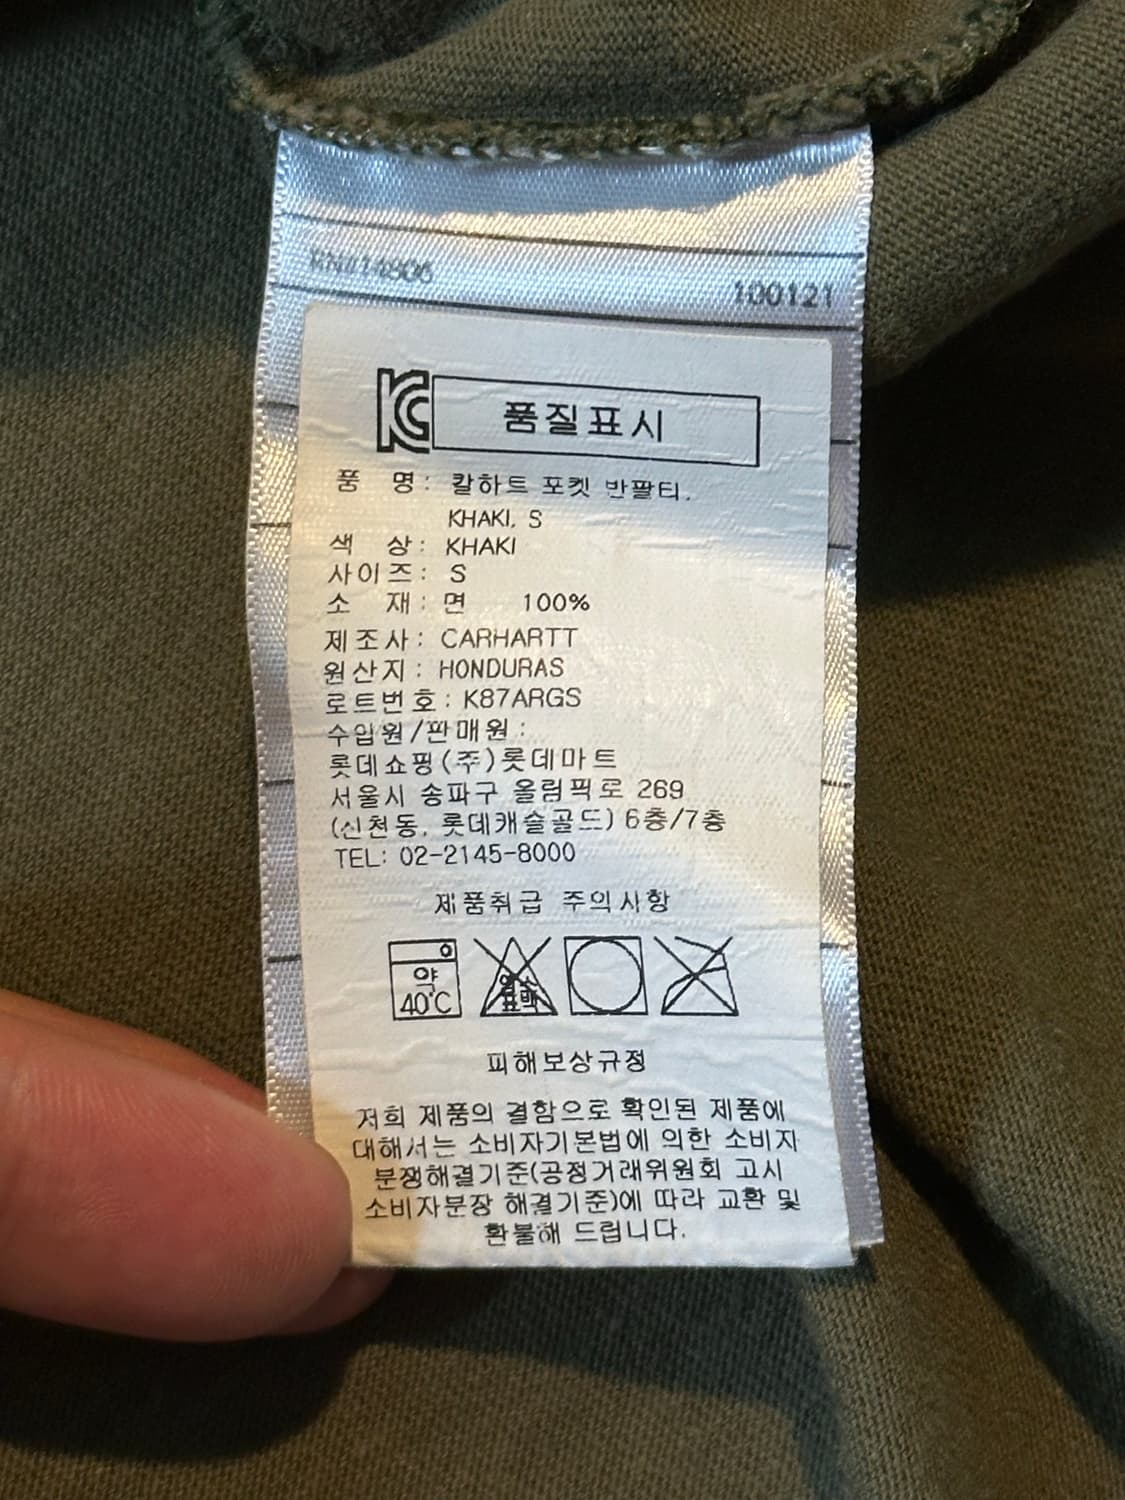 RN#14806
100121
KC 품질표시
품 명: 칼하트 포켓 반팔티.
KHAKI, S
색 상: KHAKI
사이즈: S
소 재: 면 100%
제조사: CARHARTT
원산지: HONDURAS
로트번호: K87ARGS
수입원/판매원:
롯데쇼핑(주)롯데마트
서울시 송파구 올림픽로 269
(신천동, 롯데캐슬골드) 6층/7층
TEL: 02-2145-8000
제품취급 주의사항
약
40℃
염소
표백
피해보상규정
저희 제품의 결함으로 확인된 제품에
대해서는 소비자기본법에 의한 소비자
분쟁해결기준(공정거래위원회 고시
소비자분장 해결기준)에 따라 교환 및
환불해 드립니다.